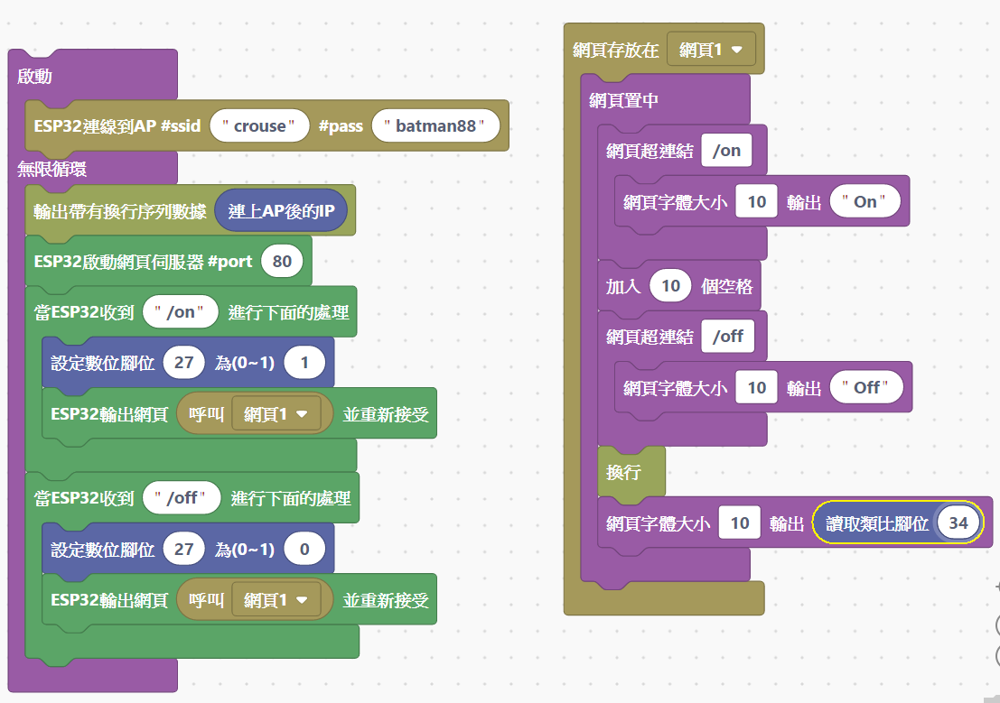 啟動
ESP32連線到AP #ssid "crouse" #pass "batman88"
無限循環
輸出帶有換行序列數據 連上AP後的IP
ESP32啟動網頁伺服器 #port 80
當ESP32收到 "/on" 進行下面的處理
設定數位腳位 27 為(0~1) 1
ESP32輸出網頁 呼叫 網頁1 並重新接受
當ESP32收到 "/off" 進行下面的處理
設定數位腳位 27 為(0~1) 0
ESP32輸出網頁 呼叫 網頁1 並重新接受
網頁存放在 網頁1
網頁置中
網頁超連結 /on
網頁字體大小 10 輸出 "On"
加入 10 個空格
網頁超連結 /off
網頁字體大小 10 輸出 "Off"
換行
網頁字體大小 10 輸出 讀取類比腳位 34